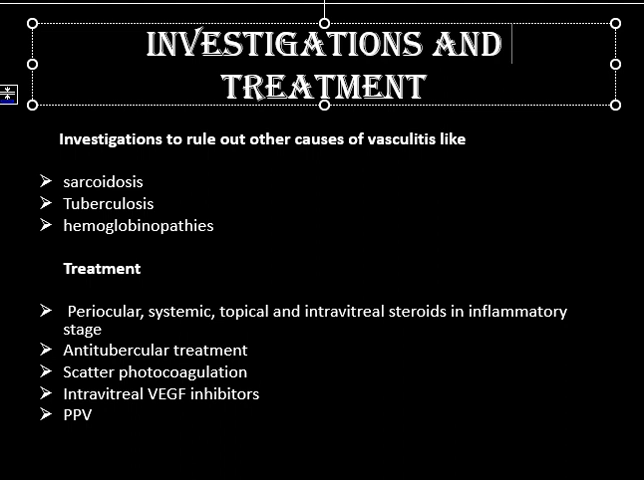 INVESTIGATIONS AND
TREATMENT
Investigations to rule out other causes of vasculitis like
sarcoidosis
Tuberculosis
hemoglobinopathies
Treatment
Periocular, systemic, topical and intravitreal steroids in inflammatory
stage
Antitubercular treatment
Scatter photocoagulation
Intravitreal VEGF inhibitors
PPV